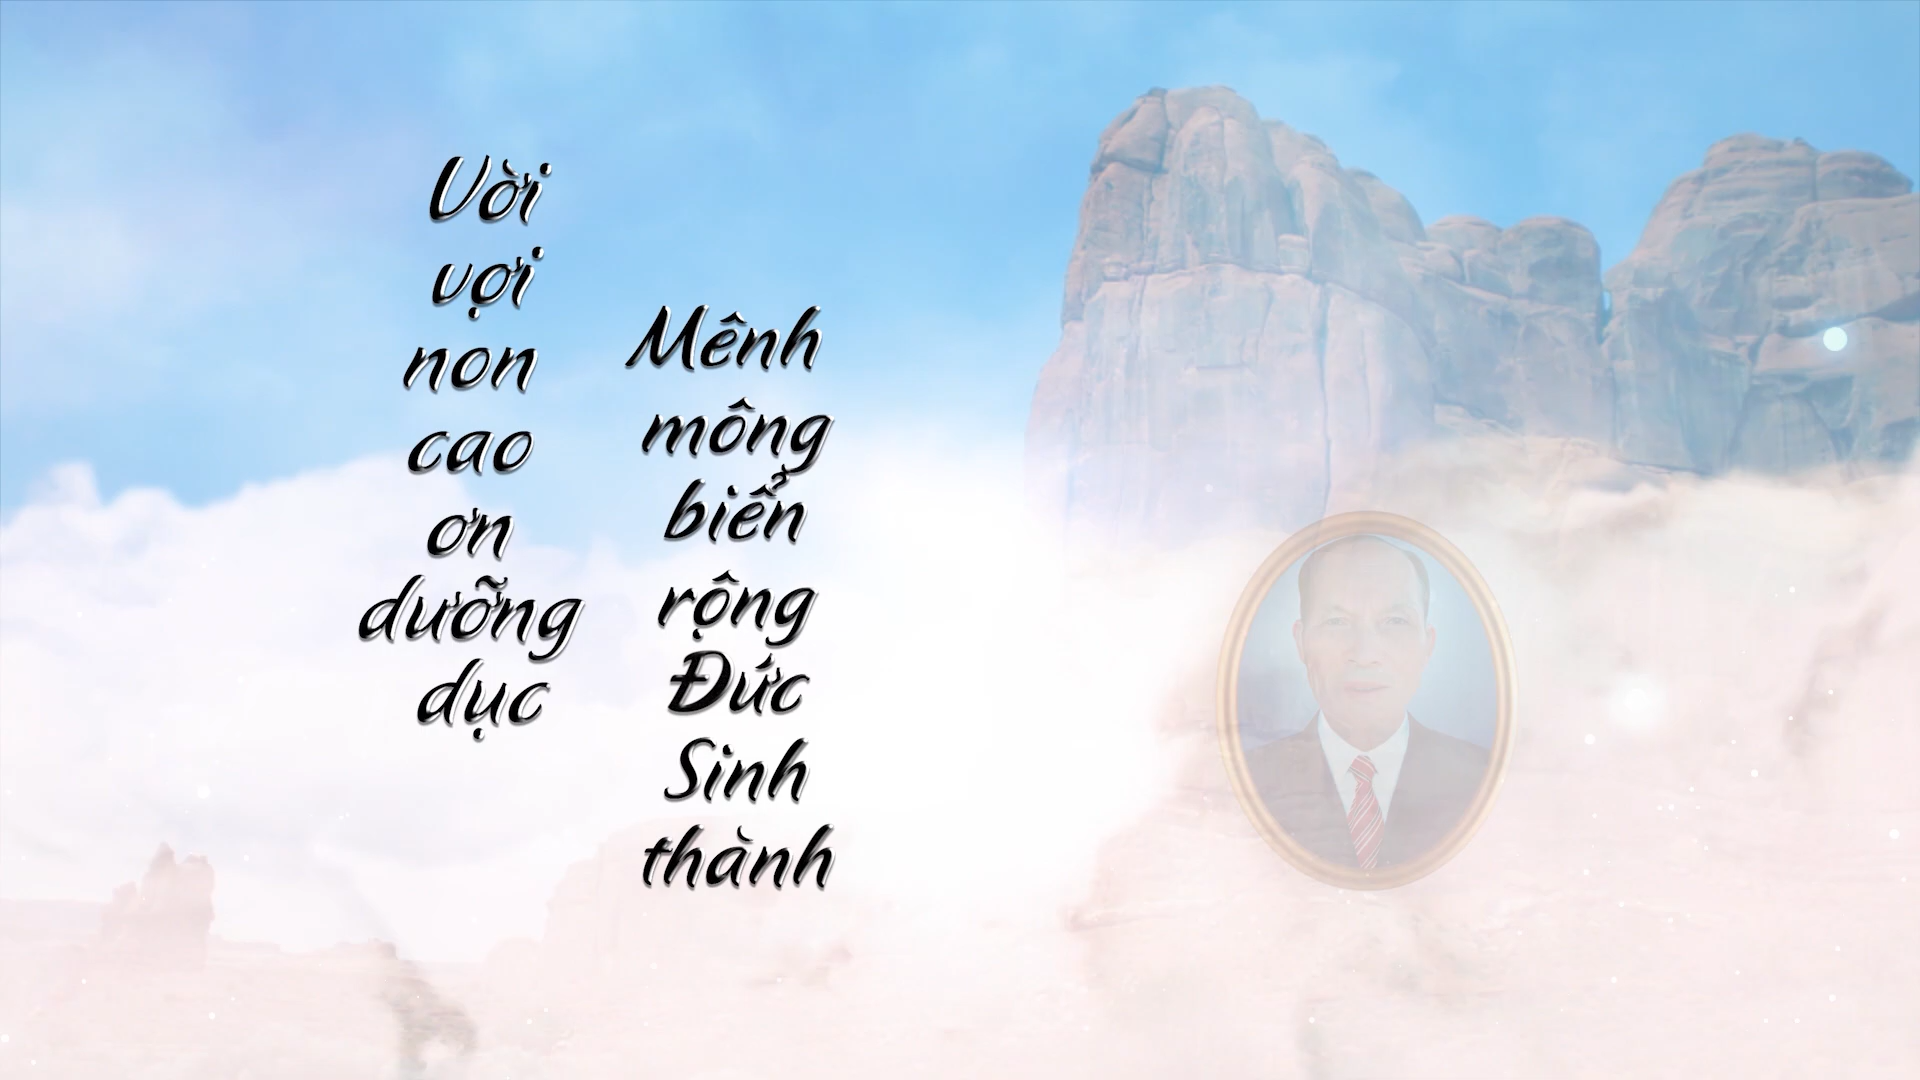 Vời
vợi
non
cao
ơn
dưỡng
dục
Mênh
mông
biển
rộng
Đức
Sinh
thành